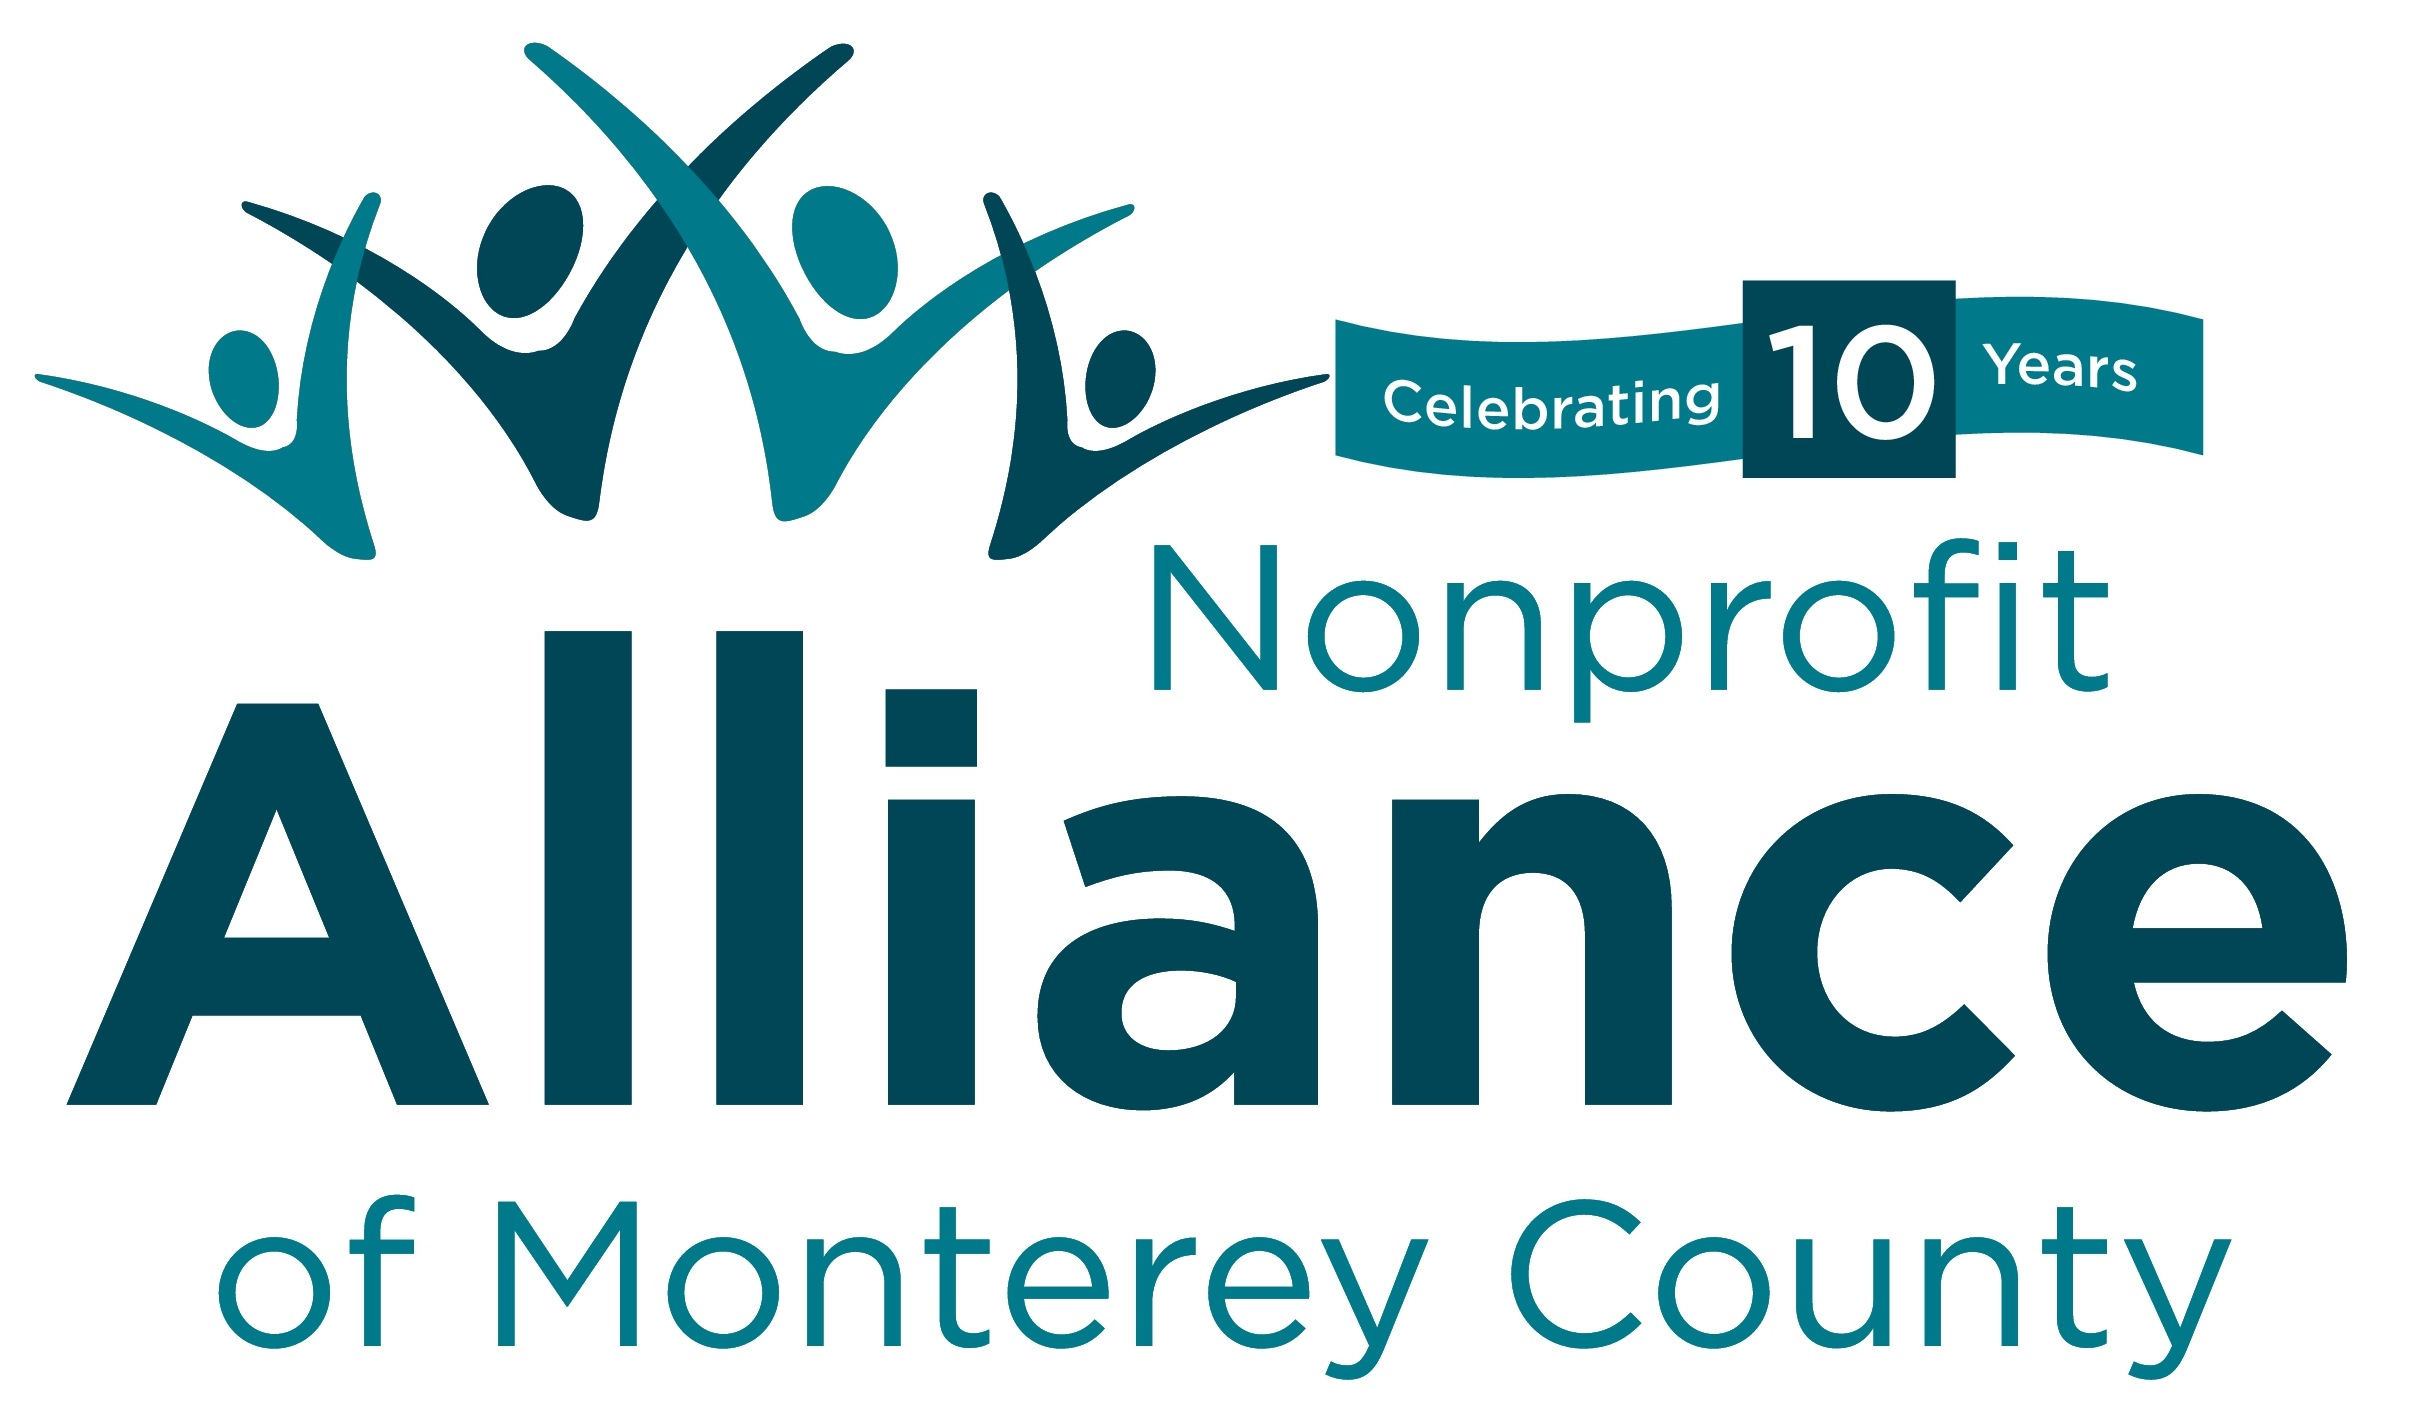 Celebrating 10 Years
Nonprofit
Alliance
of Monterey County